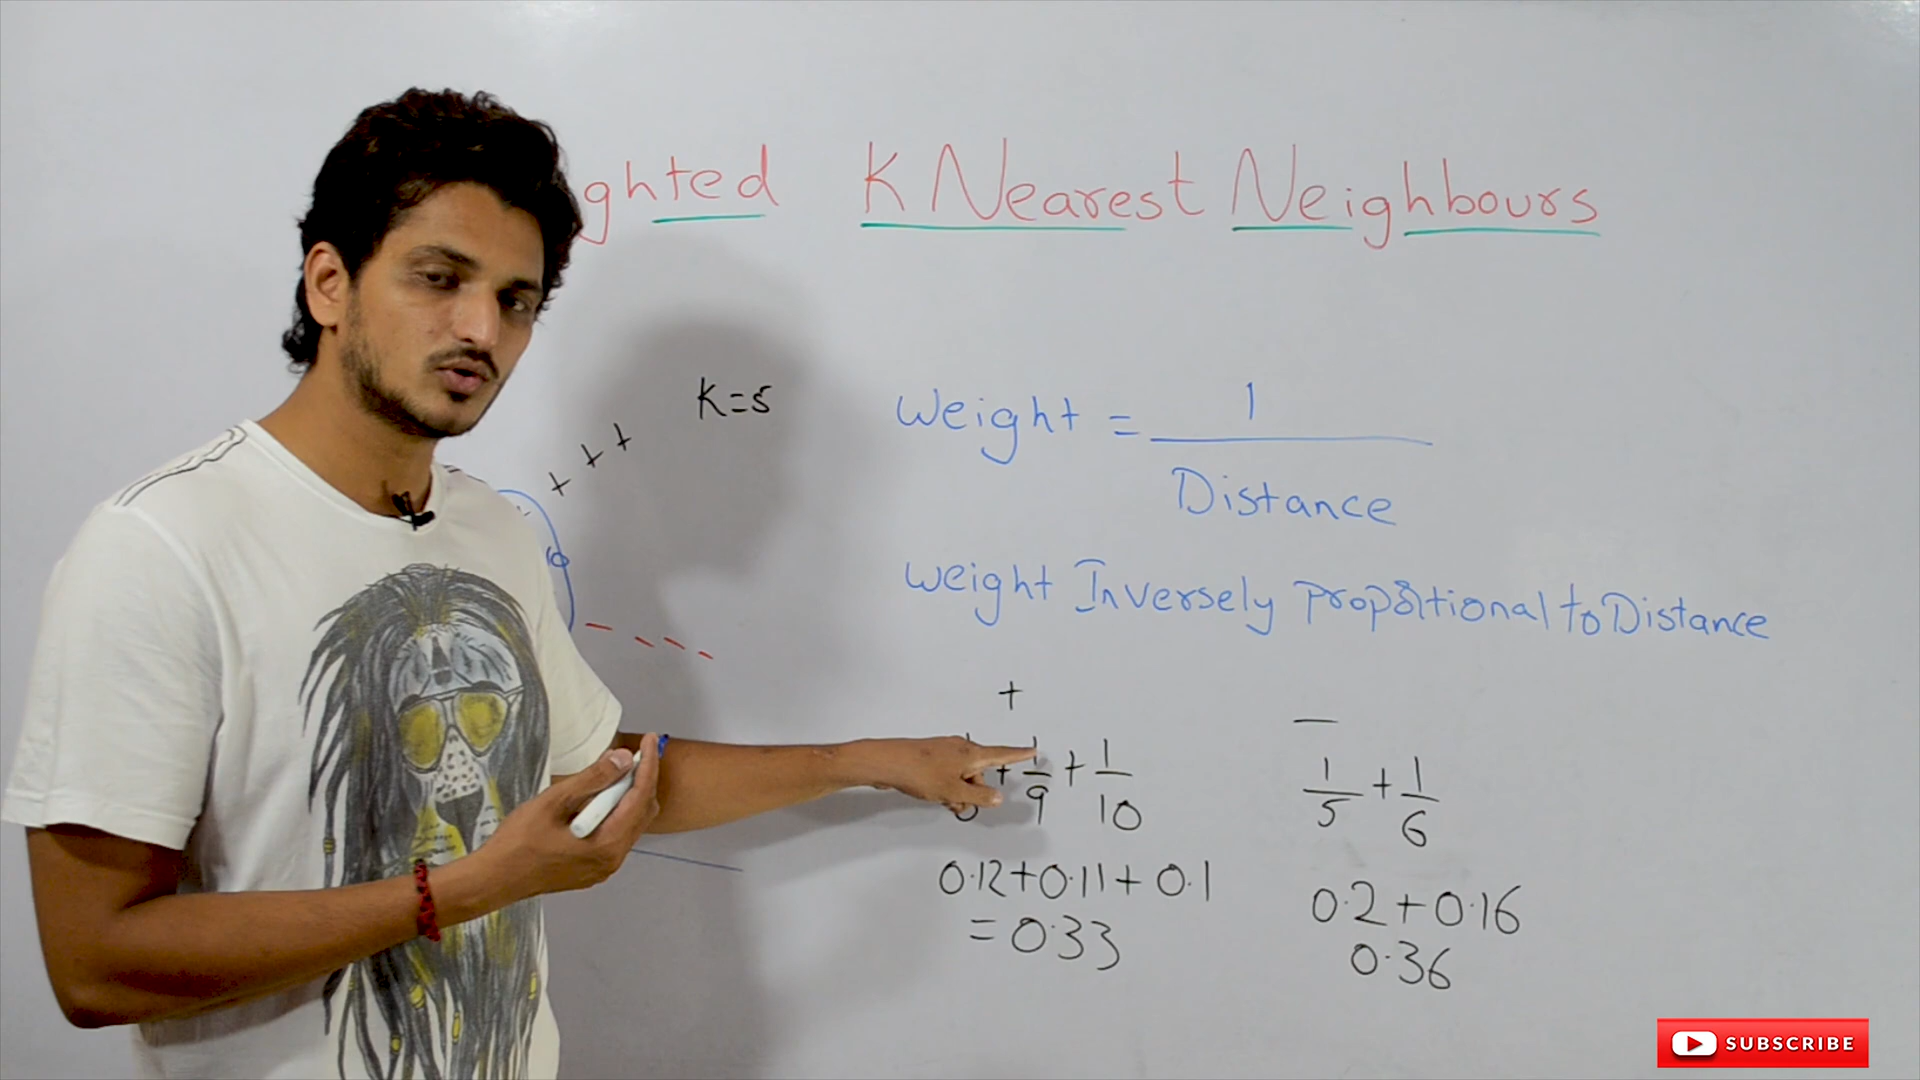 ghted K Nearest Neighbours
K=5
+ + +
Weight = 1
Distance
Weight Inversely proportional to Distance
+
+ 1/9 + 1/10
0.12+0.11+0.1
=0.33
—
1/5 + 1/6
0.2+0.16
0.36
SUBSCRIBE